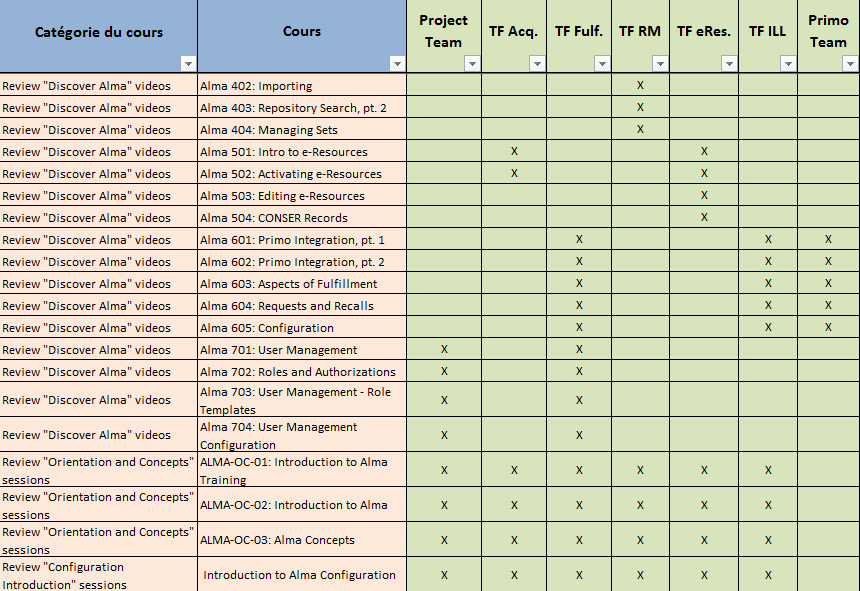 Catégorie du cours Cours Project Team TF Acq. TF Fulf. TF RM TF eRes. TF ILL Primo Team
Review "Discover Alma" videos Alma 402: Importing X
Review "Discover Alma" videos Alma 403: Repository Search, pt. 2 X
Review "Discover Alma" videos Alma 404: Managing Sets X
Review "Discover Alma" videos Alma 501: Intro to e-Resources X X
Review "Discover Alma" videos Alma 502: Activating e-Resources X X
Review "Discover Alma" videos Alma 503: Editing e-Resources X
Review "Discover Alma" videos Alma 504: CONSER Records X
Review "Discover Alma" videos Alma 601: Primo Integration, pt. 1 X X X
Review "Discover Alma" videos Alma 602: Primo Integration, pt. 2 X X X
Review "Discover Alma" videos Alma 603: Aspects of Fulfillment X X X
Review "Discover Alma" videos Alma 604: Requests and Recalls X X X
Review "Discover Alma" videos Alma 605: Configuration X X X
Review "Discover Alma" videos Alma 701: User Management X X
Review "Discover Alma" videos Alma 702: Roles and Authorizations X X
Review "Discover Alma" videos Alma 703: User Management - Role Templates X X
Review "Discover Alma" videos Alma 704: User Management Configuration X X
Review "Orientation and Concepts" sessions ALMA-OC-01: Introduction to Alma Training X X X X X X
Review "Orientation and Concepts" sessions ALMA-OC-02: Introduction to Alma X X X X X X
Review "Orientation and Concepts" sessions ALMA-OC-03: Alma Concepts X X X X X X
Review "Configuration Introduction" sessions Introduction to Alma Configuration X X X X X X